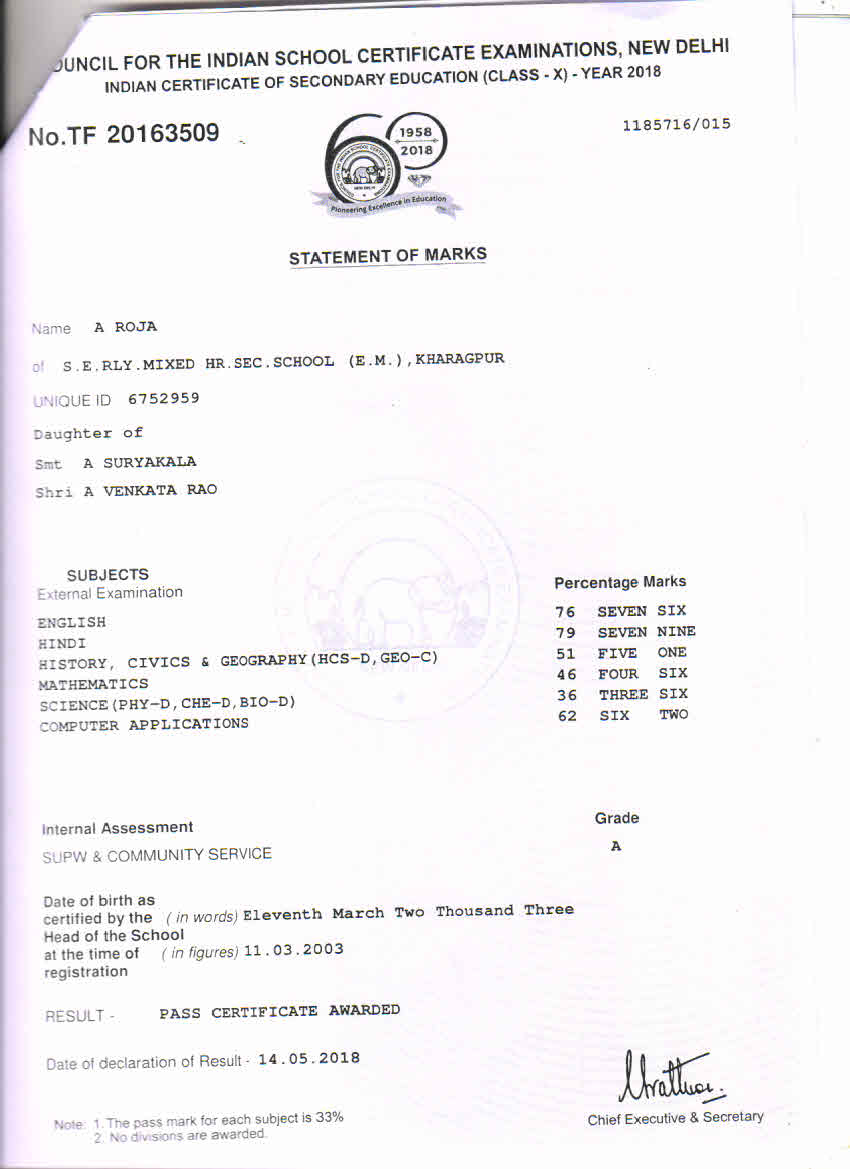 OUNCIL FOR THE INDIAN SCHOOL CERTIFICATE EXAMINATIONS, NEW DELHI
INDIAN CERTIFICATE OF SECONDARY EDUCATION (CLASS - X) - YEAR 2018
No.TF 20163509
1185716/015
1958
2018
NEW DELHI
Pioneering Excellence in Education
STATEMENT OF MARKS
Name A ROJA
of S.E.RLY.MIXED HR.SEC.SCHOOL (E.M.),KHARAGPUR
UNIQUE ID 6752959
Daughter of
Smt A SURYAKALA
Shri A VENKATA RAO
SUBJECTS
External Examination Percentage Marks
ENGLISH 76 SEVEN SIX
HINDI 79 SEVEN NINE
HISTORY, CIVICS & GEOGRAPHY(HCS-D,GEO-C) 51 FIVE ONE
MATHEMATICS 46 FOUR SIX
SCIENCE(PHY-D,CHE-D,BIO-D) 36 THREE SIX
COMPUTER APPLICATIONS 62 SIX TWO
Internal Assessment Grade
SUPW & COMMUNITY SERVICE A
Date of birth as
certified by the (in words) Eleventh March Two Thousand Three
Head of the School
at the time of (in figures) 11.03.2003
registration
RESULT - PASS CERTIFICATE AWARDED
Date of declaration of Result - 14.05.2018
Chief Executive & Secretary
Note: 1. The pass mark for each subject is 33%
2. No divisions are awarded.